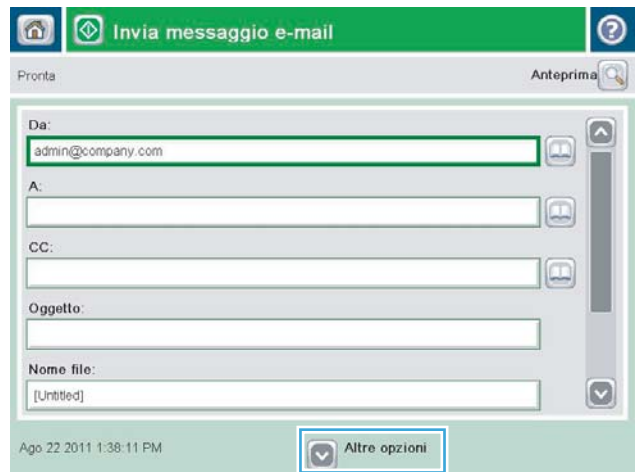 Invia messaggio e-mail
Pronta
Anteprima
Da:
admin@company.com
A:
CC:
Oggetto:
Nome file:
[Untitled]
Ago 22 2011 1:38:11 PM
Altre opzioni